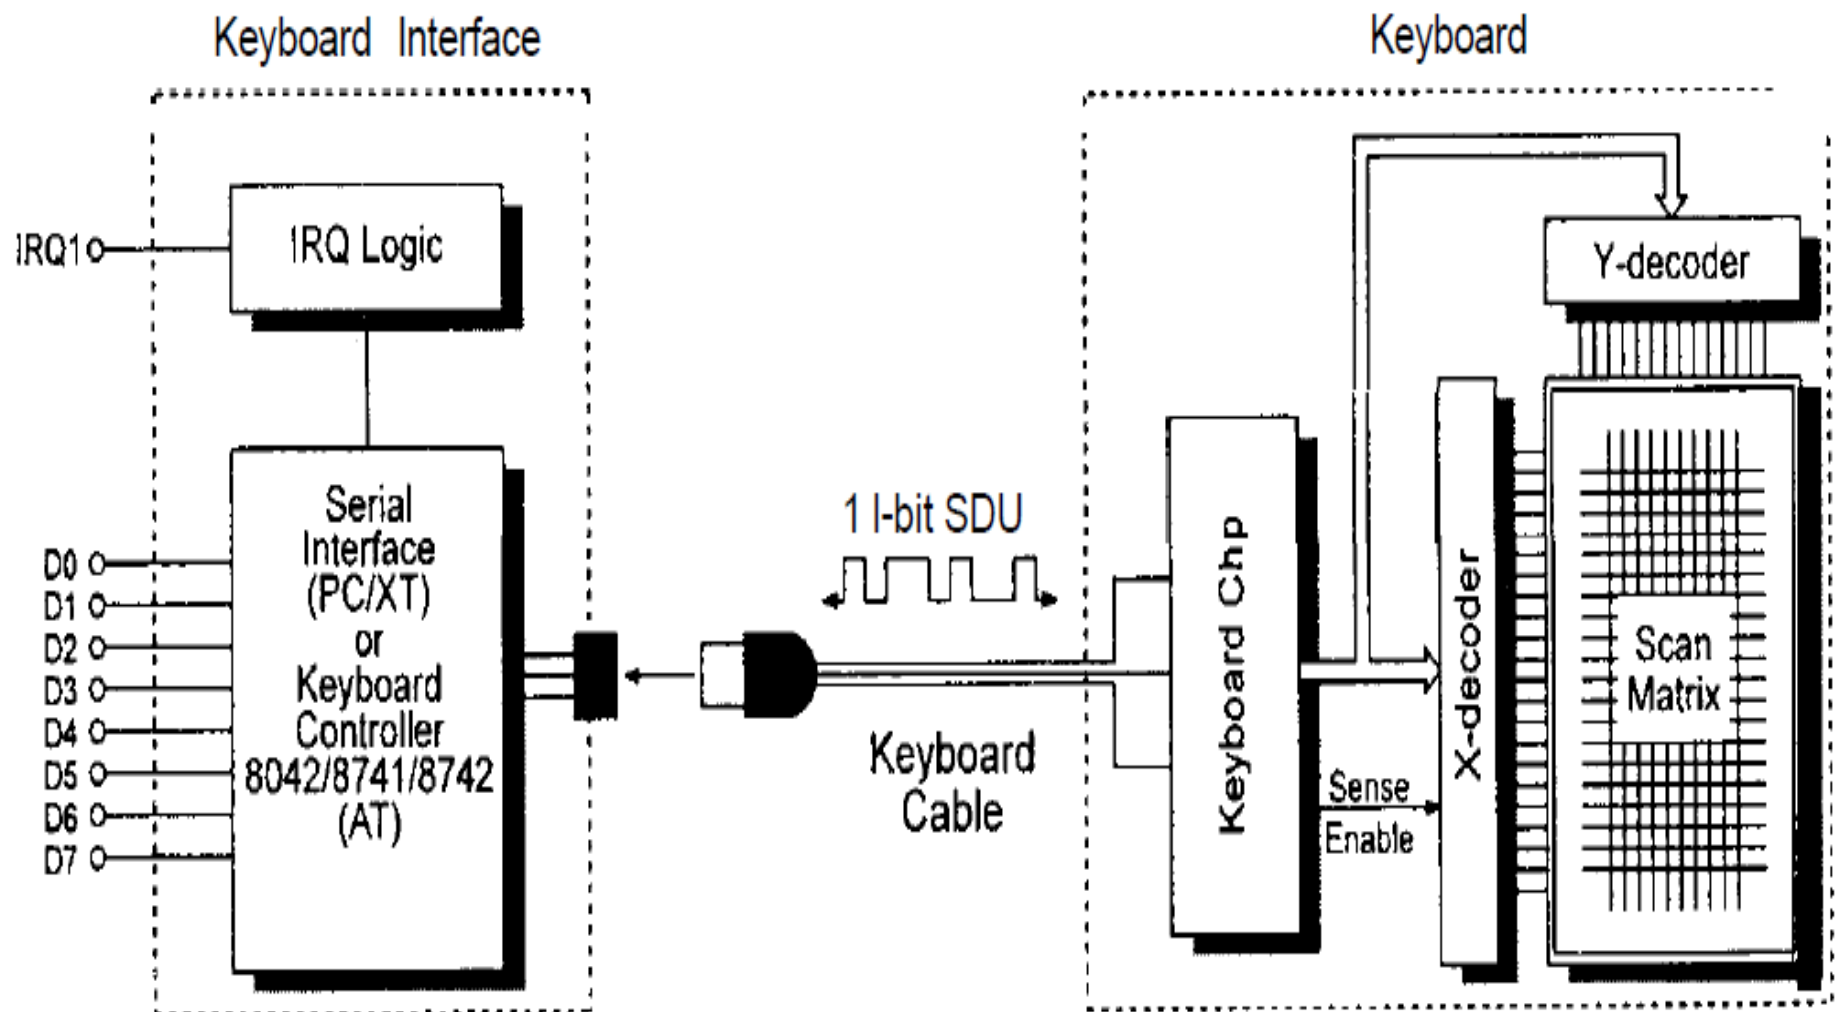 Keyboard Interface
Keyboard
IRQ1
IRQ Logic
Y-decoder
Serial
Interface
(PC/XT)
or
Keyboard
Controller
8042/8741/8742
(AT)
D0
D1
D2
D3
D4
D5
D6
D7
1 I-bit SDU
Keyboard
Cable
Keyboard Chp
Sense
Enable
X-decoder
Scan
Matrix